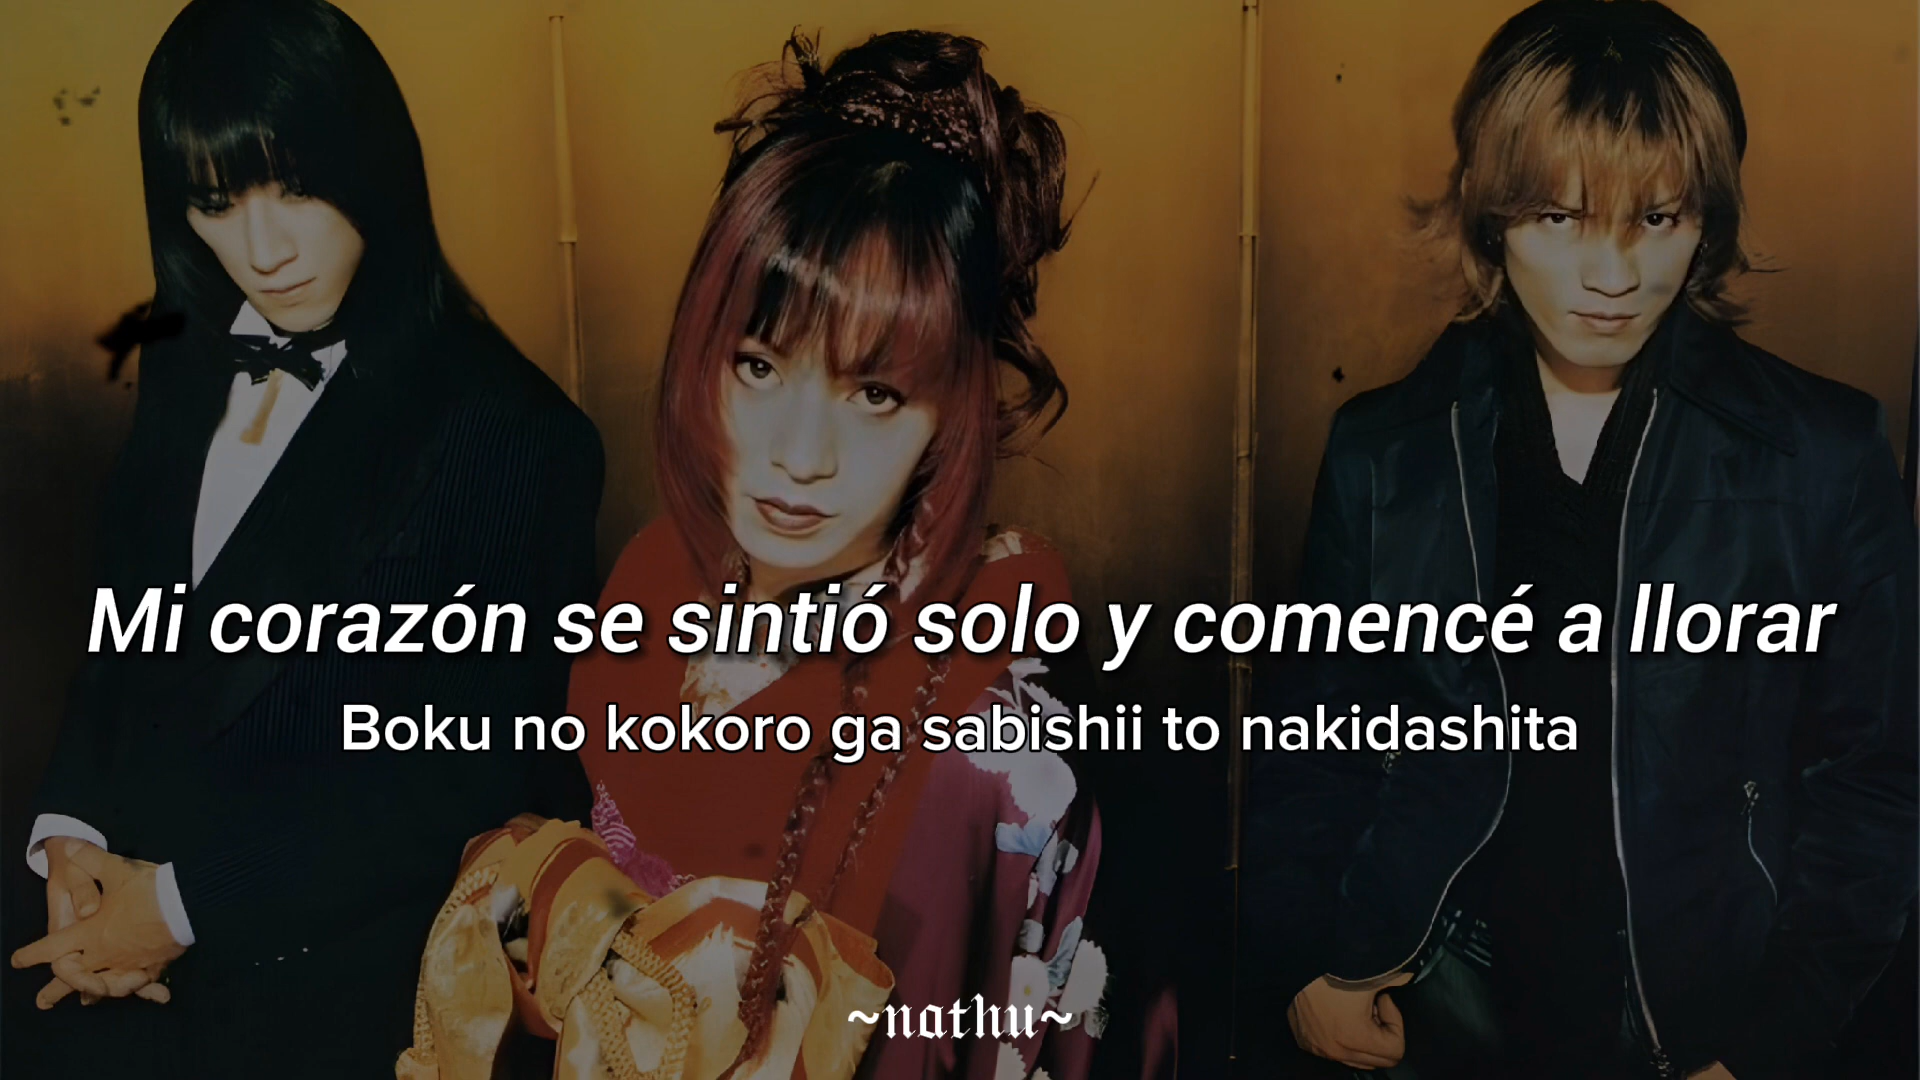 Mi corazón se sintió solo y comencé a llorar
Boku no kokoro ga sabishii to nakidashita
~nathu~